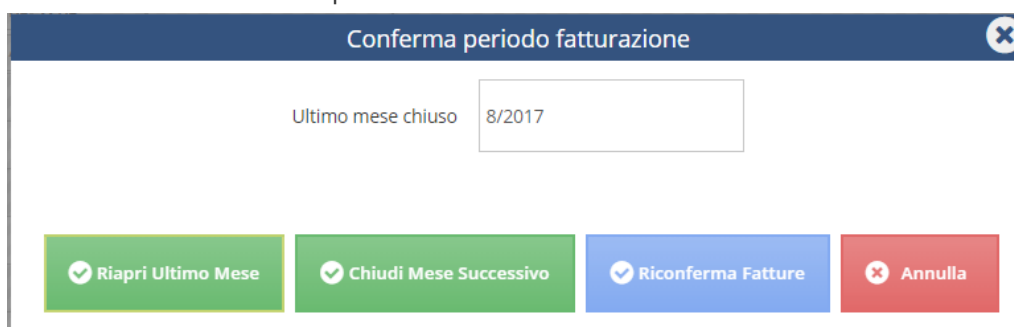 Conferma periodo fatturazione
Ultimo mese chiuso 8/2017
Riapri Ultimo Mese Chiudi Mese Successivo Riconferma Fatture Annulla